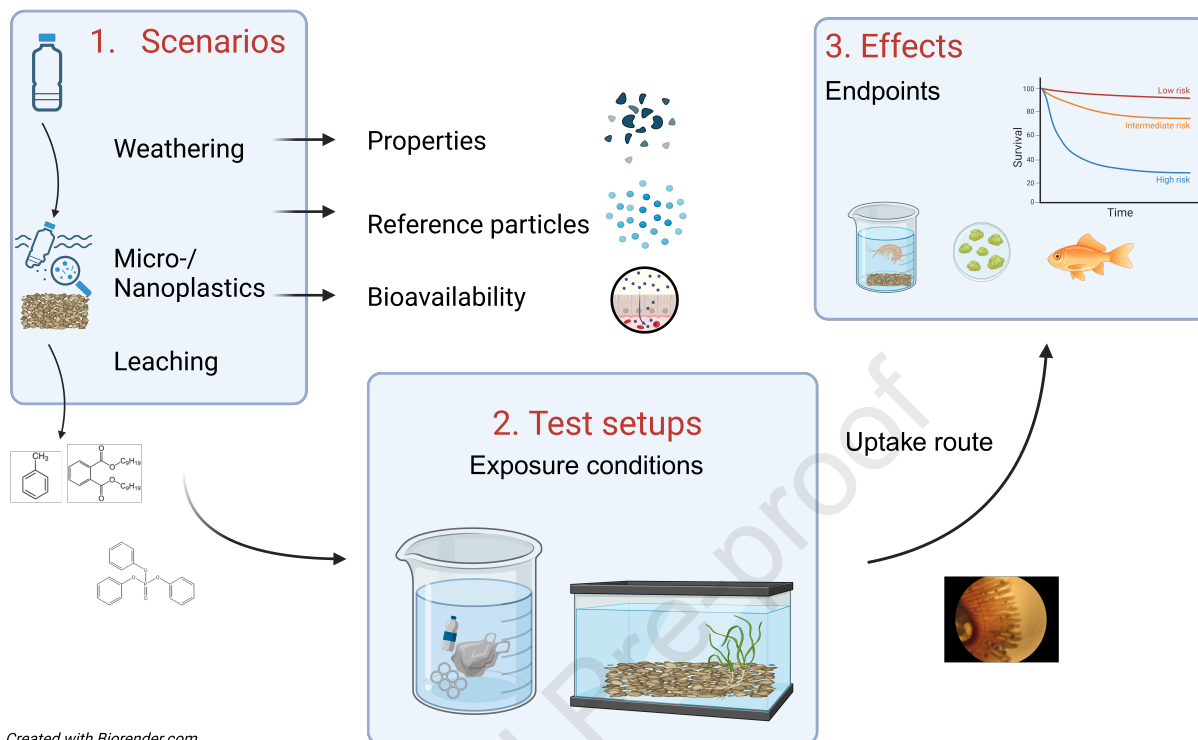 1. Scenarios
Weathering
Micro-/
Nanoplastics
Leaching
Properties
Reference particles
Bioavailability
CH₃
O
O
C₉H₁₉
O
C₉H₁₉
O
O
O
O
P
O
2. Test setups
Exposure conditions
Uptake route
3. Effects
Endpoints
100
80
60
40
20
0
Survival
Time
Low risk
Intermediate risk
High risk
Pre-proof
Created with Biorender.com